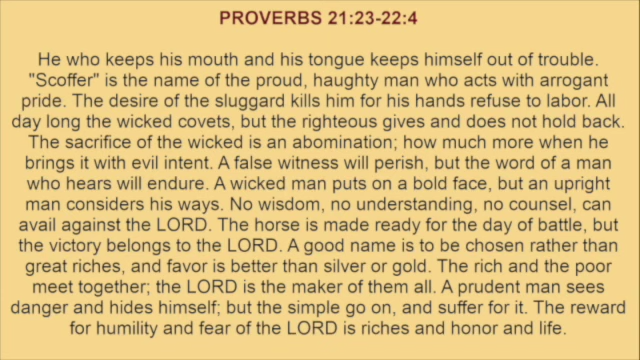 PROVERBS 21:23-22:4
He who keeps his mouth and his tongue keeps himself out of trouble.
"Scoffer" is the name of the proud, haughty man who acts with arrogant
pride. The desire of the sluggard kills him for his hands refuse to labor. All
day long the wicked covets, but the righteous gives and does not hold back.
The sacrifice of the wicked is an abomination; how much more when he
brings it with evil intent. A false witness will perish, but the word of a man
who hears will endure. A wicked man puts on a bold face, but an upright
man considers his ways. No wisdom, no understanding, no counsel, can
avail against the LORD. The horse is made ready for the day of battle, but
the victory belongs to the LORD. A good name is to be chosen rather than
great riches, and favor is better than silver or gold. The rich and the poor
meet together; the LORD is the maker of them all. A prudent man sees
danger and hides himself; but the simple go on, and suffer for it. The reward
for humility and fear of the LORD is riches and honor and life.